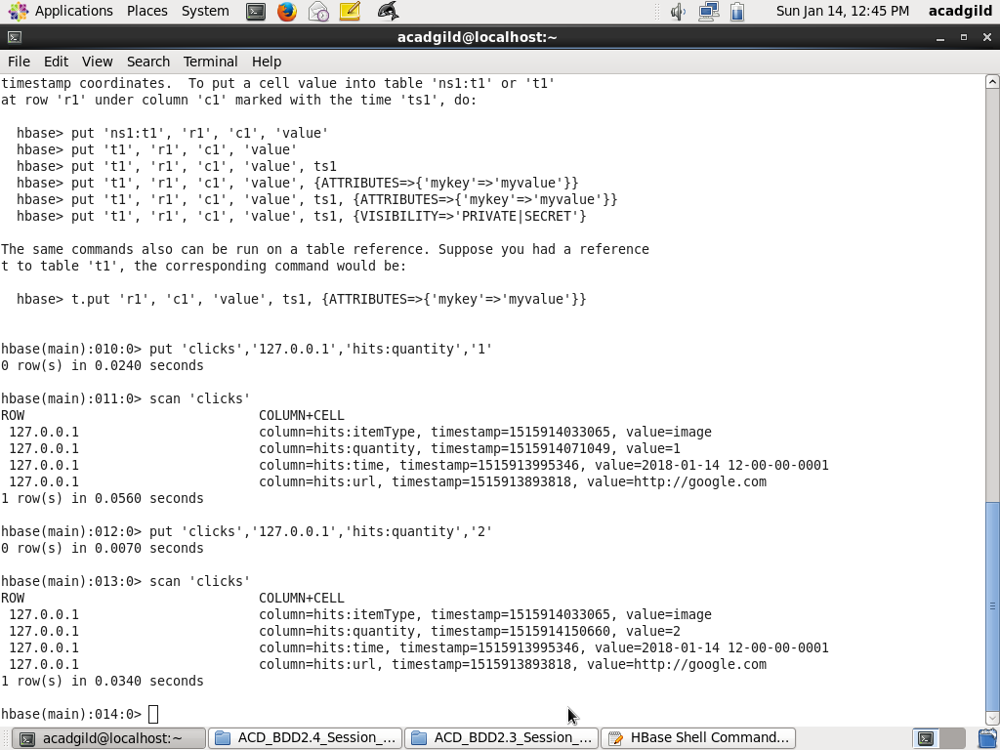 Applications Places System Sun Jan 14, 12:45 PM acadgild
acadgild@localhost:~
File Edit View Search Terminal Help
timestamp coordinates.  To put a cell value into table 'ns1:t1' or 't1'
at row 'r1' under column 'c1' marked with the time 'ts1', do:
hbase> put 'ns1:t1', 'r1', 'c1', 'value'
hbase> put 't1', 'r1', 'c1', 'value'
hbase> put 't1', 'r1', 'c1', 'value', ts1
hbase> put 't1', 'r1', 'c1', 'value', {ATTRIBUTES=>{'mykey'=>'myvalue'}}
hbase> put 't1', 'r1', 'c1', 'value', ts1, {ATTRIBUTES=>{'mykey'=>'myvalue'}}
hbase> put 't1', 'r1', 'c1', 'value', ts1, {VISIBILITY=>'PRIVATE|SECRET'}
The same commands also can be run on a table reference. Suppose you had a reference
t to table 't1', the corresponding command would be:
hbase> t.put 'r1', 'c1', 'value', ts1, {ATTRIBUTES=>{'mykey'=>'myvalue'}}
hbase(main):010:0> put 'clicks','127.0.0.1','hits:quantity','1'
0 row(s) in 0.0240 seconds
hbase(main):011:0> scan 'clicks'
ROW COLUMN+CELL
127.0.0.1 column=hits:itemType, timestamp=1515914033065, value=image
127.0.0.1 column=hits:quantity, timestamp=1515914071049, value=1
127.0.0.1 column=hits:time, timestamp=1515913995346, value=2018-01-14 12-00-00-0001
127.0.0.1 column=hits:url, timestamp=1515913893818, value=http://google.com
1 row(s) in 0.0560 seconds
hbase(main):012:0> put 'clicks','127.0.0.1','hits:quantity','2'
0 row(s) in 0.0070 seconds
hbase(main):013:0> scan 'clicks'
ROW COLUMN+CELL
127.0.0.1 column=hits:itemType, timestamp=1515914033065, value=image
127.0.0.1 column=hits:quantity, timestamp=1515914150660, value=2
127.0.0.1 column=hits:time, timestamp=1515913995346, value=2018-01-14 12-00-00-0001
127.0.0.1 column=hits:url, timestamp=1515913893818, value=http://google.com
1 row(s) in 0.0340 seconds
hbase(main):014:0>
acadgild@localhost:~ ACD_BDD2.4_Session_... ACD_BDD2.3_Session_... HBase Shell Command...